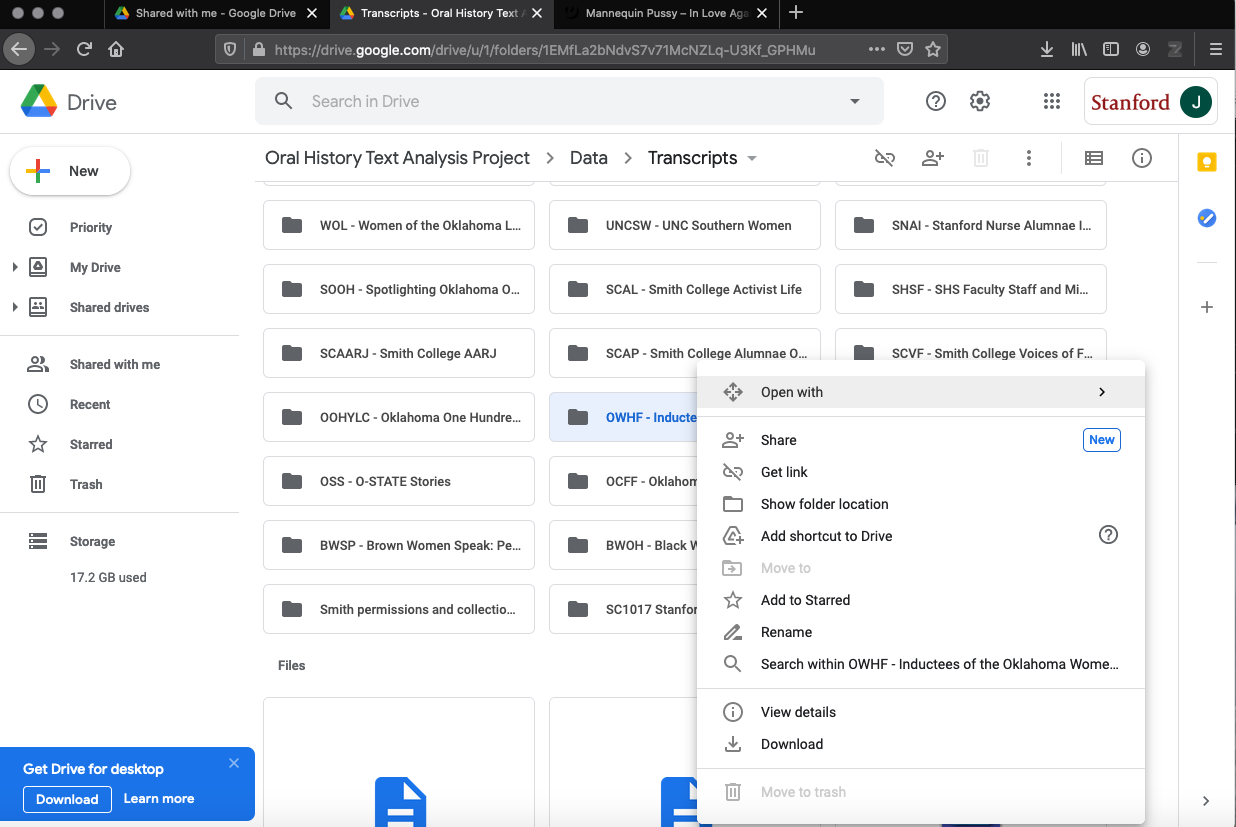 Shared with me - Google Drive
Transcripts - Oral History Text A
Mannequin Pussy – In Love Aga
https://drive.google.com/drive/u/1/folders/1EMfLa2bNdvS7v71McNZLq-U3Kf_GPHMu
Drive
Search in Drive
Stanford J
New
Oral History Text Analysis Project > Data > Transcripts
Priority
My Drive
Shared drives
Shared with me
Recent
Starred
Trash
Storage
17.2 GB used
WOL - Women of the Oklahoma L...
UNCSW - UNC Southern Women
SNAI - Stanford Nurse Alumnae I...
SOOH - Spotlighting Oklahoma O...
SCAL - Smith College Activist Life
SHSF - SHS Faculty Staff and Mi...
SCAARJ - Smith College AARJ
SCAP - Smith College Alumnae O...
SCVF - Smith College Voices of F...
OOHYLC - Oklahoma One Hundre...
OWHF - Inductee
OSS - O-STATE Stories
OCFF - Oklahom
BWSP - Brown Women Speak: Pe...
BWOH - Black W
Smith permissions and collectio...
SC1017 Stanfor
Files
Open with
Share
New
Get link
Show folder location
Add shortcut to Drive
Move to
Add to Starred
Rename
Search within OWHF - Inductees of the Oklahoma Wome...
View details
Download
Move to trash
Get Drive for desktop
Download
Learn more